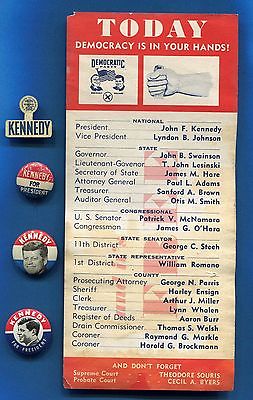 TODAY
DEMOCRACY IS IN YOUR HANDS!
DEMOCRATIC
PARTY
KENNEDY
KENNEDY
FOR
PRESIDENT
KENNEDY
FOR PRESIDENT
NATIONAL
President John F. Kennedy
Vice President Lyndon B. Johnson
STATE
Governor John B. Swainson
Lieutenant-Governor T. John Lesinski
Secretary of State James M. Hare
Attorney General Paul L. Adams
Treasurer Sanford A. Brown
Auditor General Otis M. Smith
CONGRESSIONAL
U. S. Senator Patrick V. McNamara
Congressman James G. O'Hara
STATE SENATOR
11th District George C. Steeh
STATE REPRESENTATIVE
1st District William Romano
COUNTY
Prosecuting Attorney George N. Parris
Sheriff Harley Ensign
Clerk Arthur J. Miller
Treasurer Lynn Whalen
Register of Deeds Aaron Burr
Drain Commissioner Thomas S. Welsh
Coroner Raymond G. Markle
Coroner Harold G. Brockmann
AND DON'T FORGET
Supreme Court THEODORE SOURIS
Probate Court CECIL A. BYERS